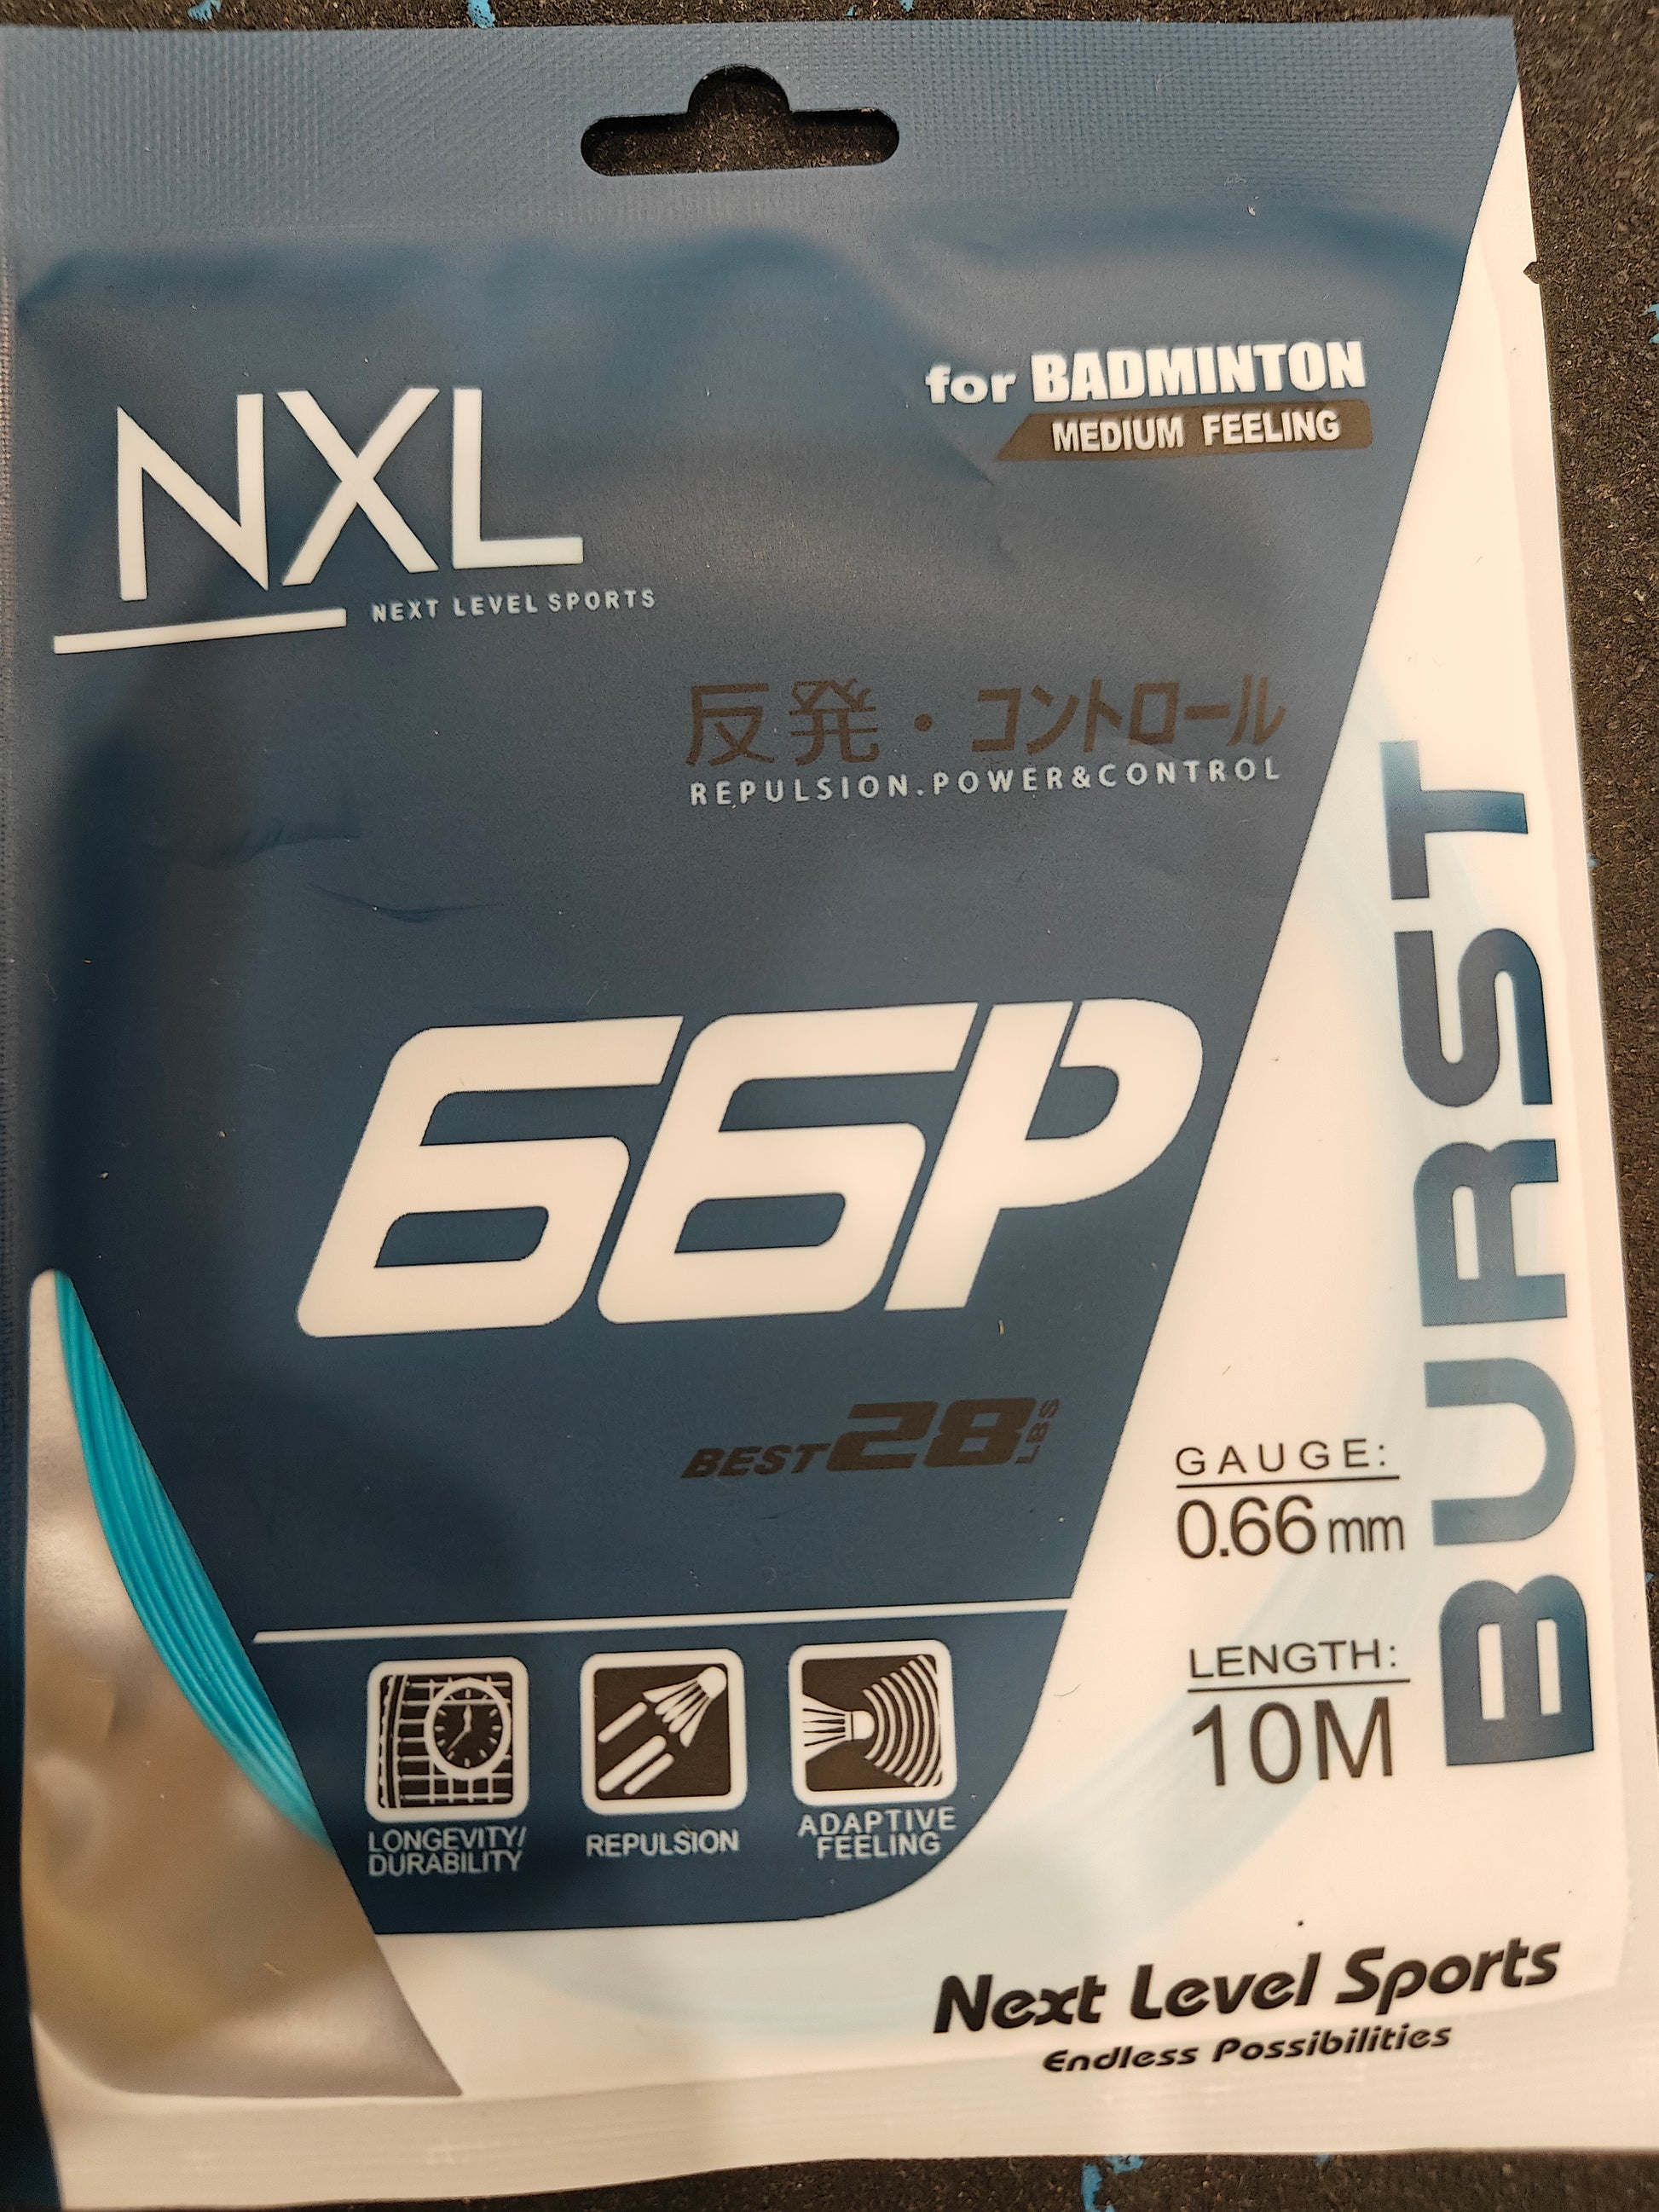 for BADMINTON
MEDIUM FEELING
NXL
NEXT LEVEL SPORTS
反発・コントロール
REPULSION.POWER&CONTROL
66P
BEST 28 LBS
BURST
GAUGE:
0.66 mm
LENGTH:
10M
LONGEVITY/
DURABILITY
REPULSION
ADAPTIVE
FEELING
Next Level Sports
Endless Possibilities